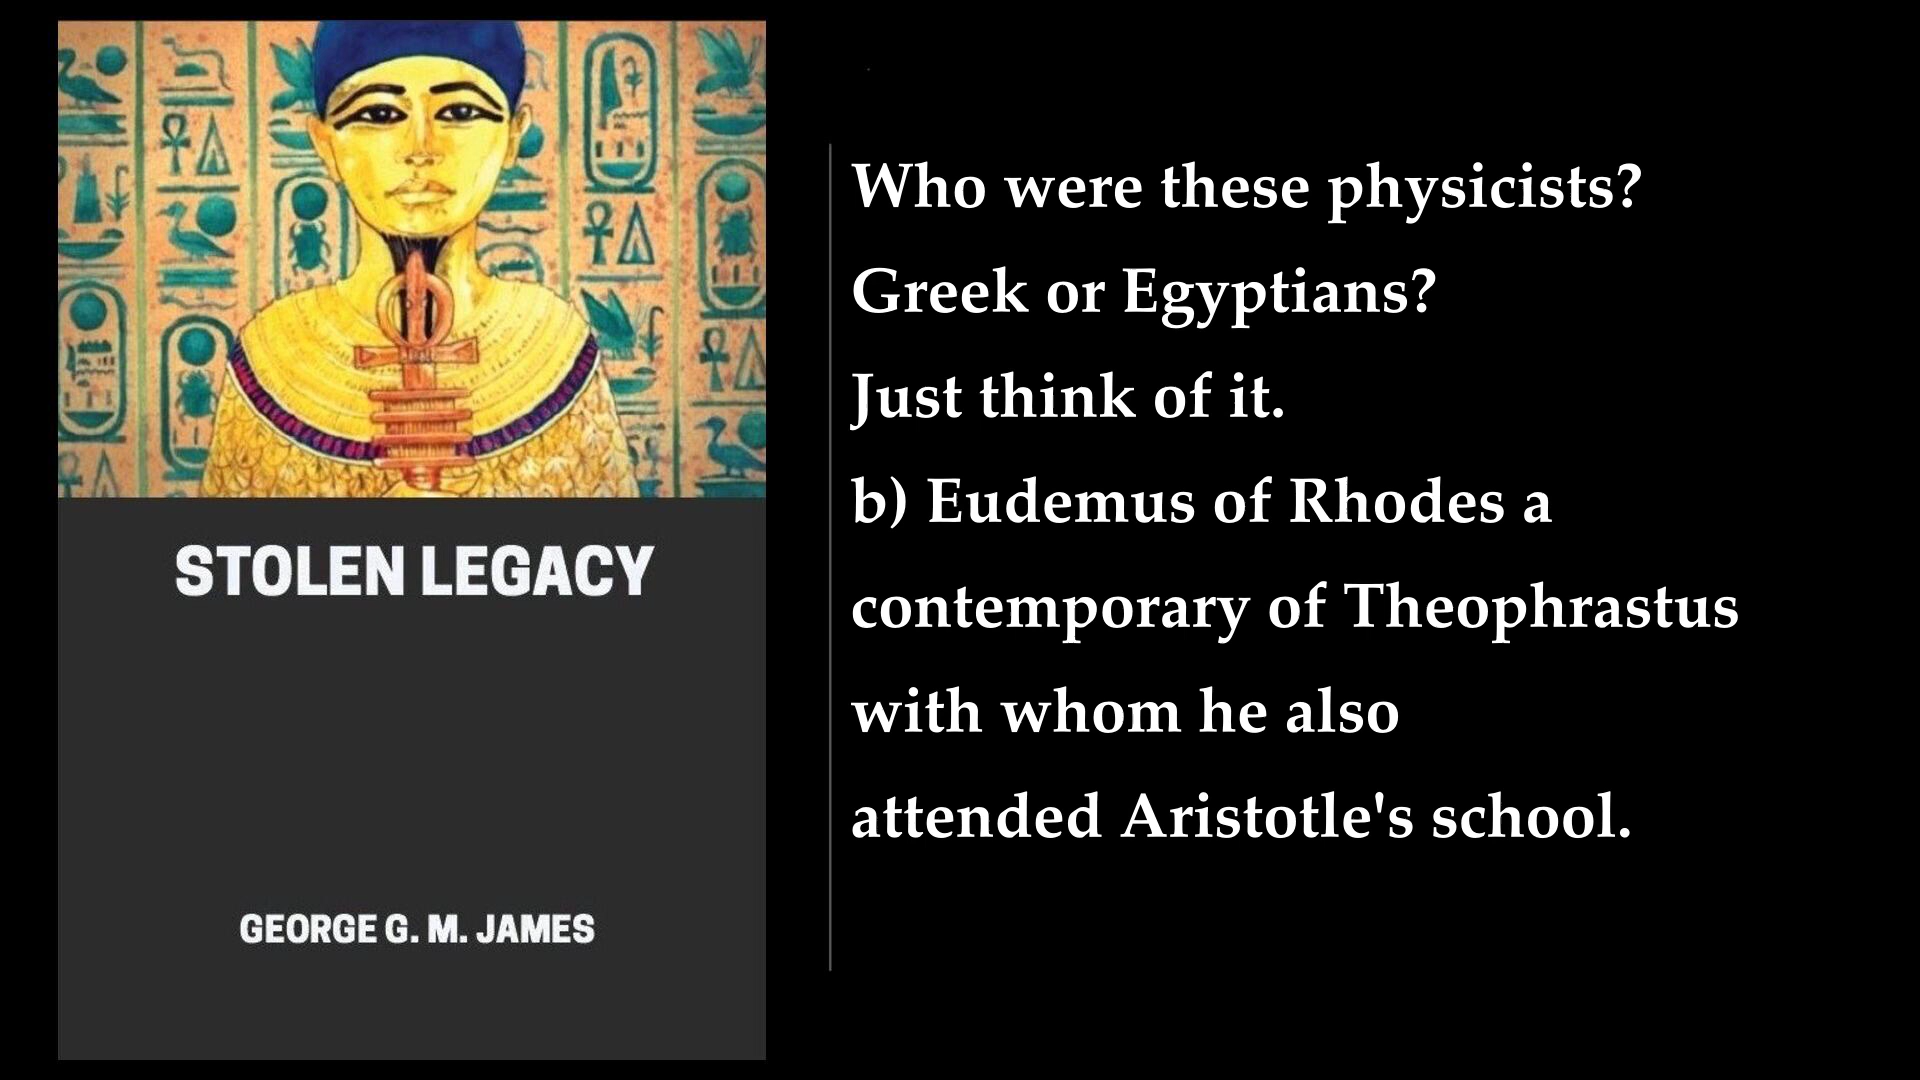 STOLEN LEGACY
GEORGE G. M. JAMES
Who were these physicists?
Greek or Egyptians?
Just think of it.
b) Eudemus of Rhodes a
contemporary of Theophrastus
with whom he also
attended Aristotle's school.